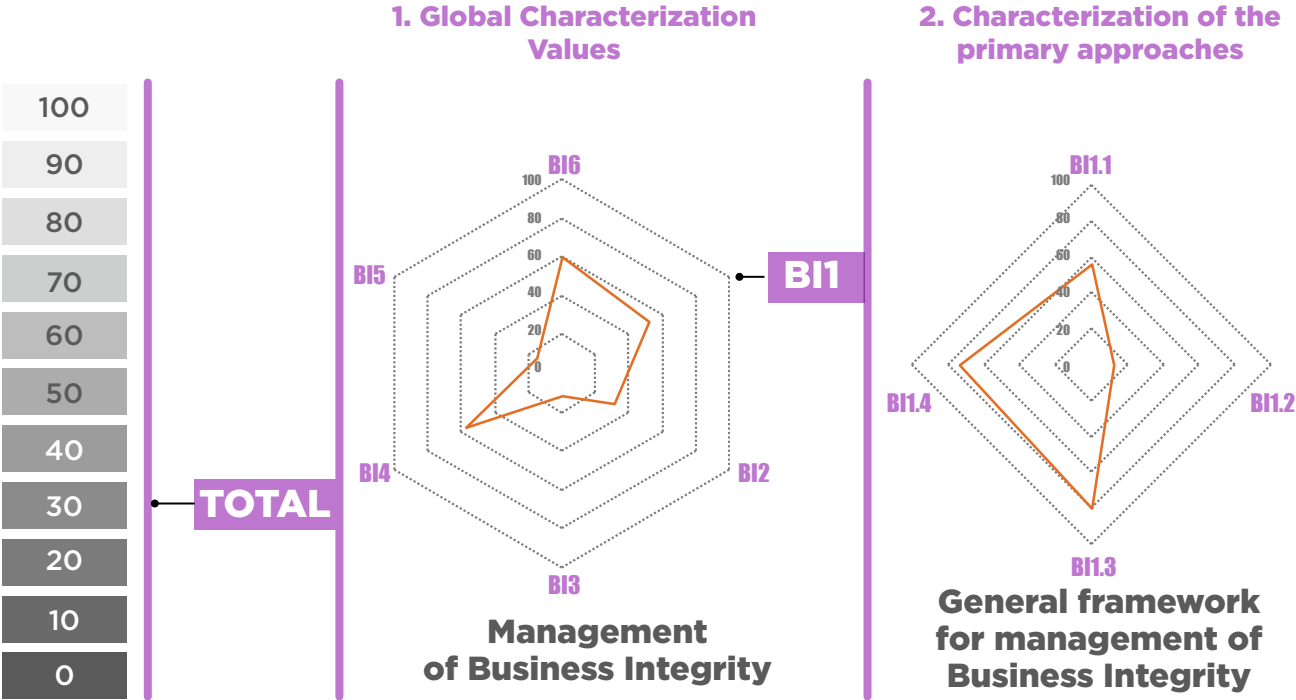 1. Global Characterization
Values
2. Characterization of the
primary approaches
100
90
80
70
60
50
40
30
20
10
0
TOTAL
BI6
100
80
60
40
20
0
BI5
BI1
BI4
BI2
BI3
Management
of Business Integrity
BI1.1
100
80
60
40
20
0
BI1.4
BI1.2
BI1.3
General framework
for management of
Business Integrity